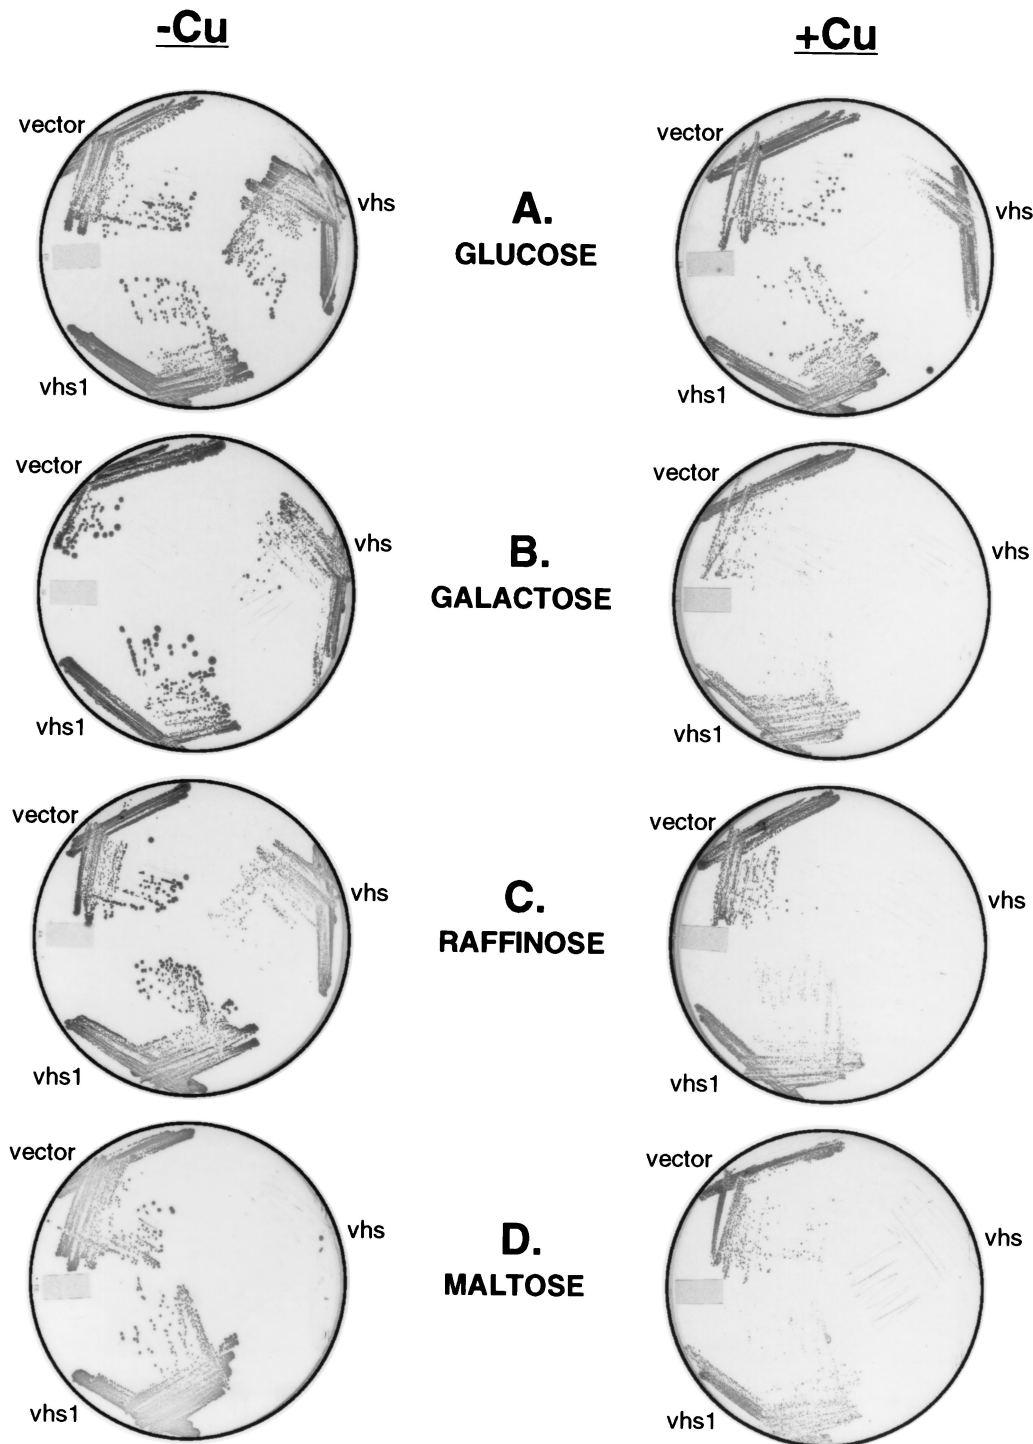 -Cu
+Cu
vector
vhs
vhs1
A.
GLUCOSE
vector
vhs
vhs1
vector
vhs
vhs1
B.
GALACTOSE
vector
vhs
vhs1
vector
vhs
vhs1
C.
RAFFINOSE
vector
vhs
vhs1
vector
vhs
vhs1
D.
MALTOSE
vector
vhs
vhs1